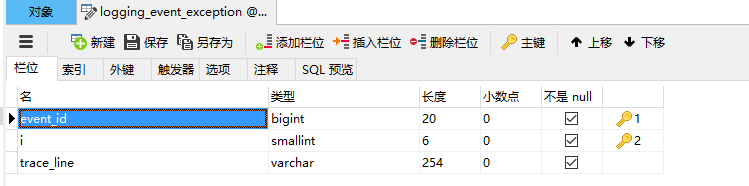 对象
logging_event_exception @...
新建 保存 另存为 添加栏位 插入栏位 删除栏位 主键 上移 下移
栏位 索引 外键 触发器 选项 注释 SQL 预览
名 类型 长度 小数点 不是 null
event_id bigint 20 0 1
i smallint 6 0 2
trace_line varchar 254 0